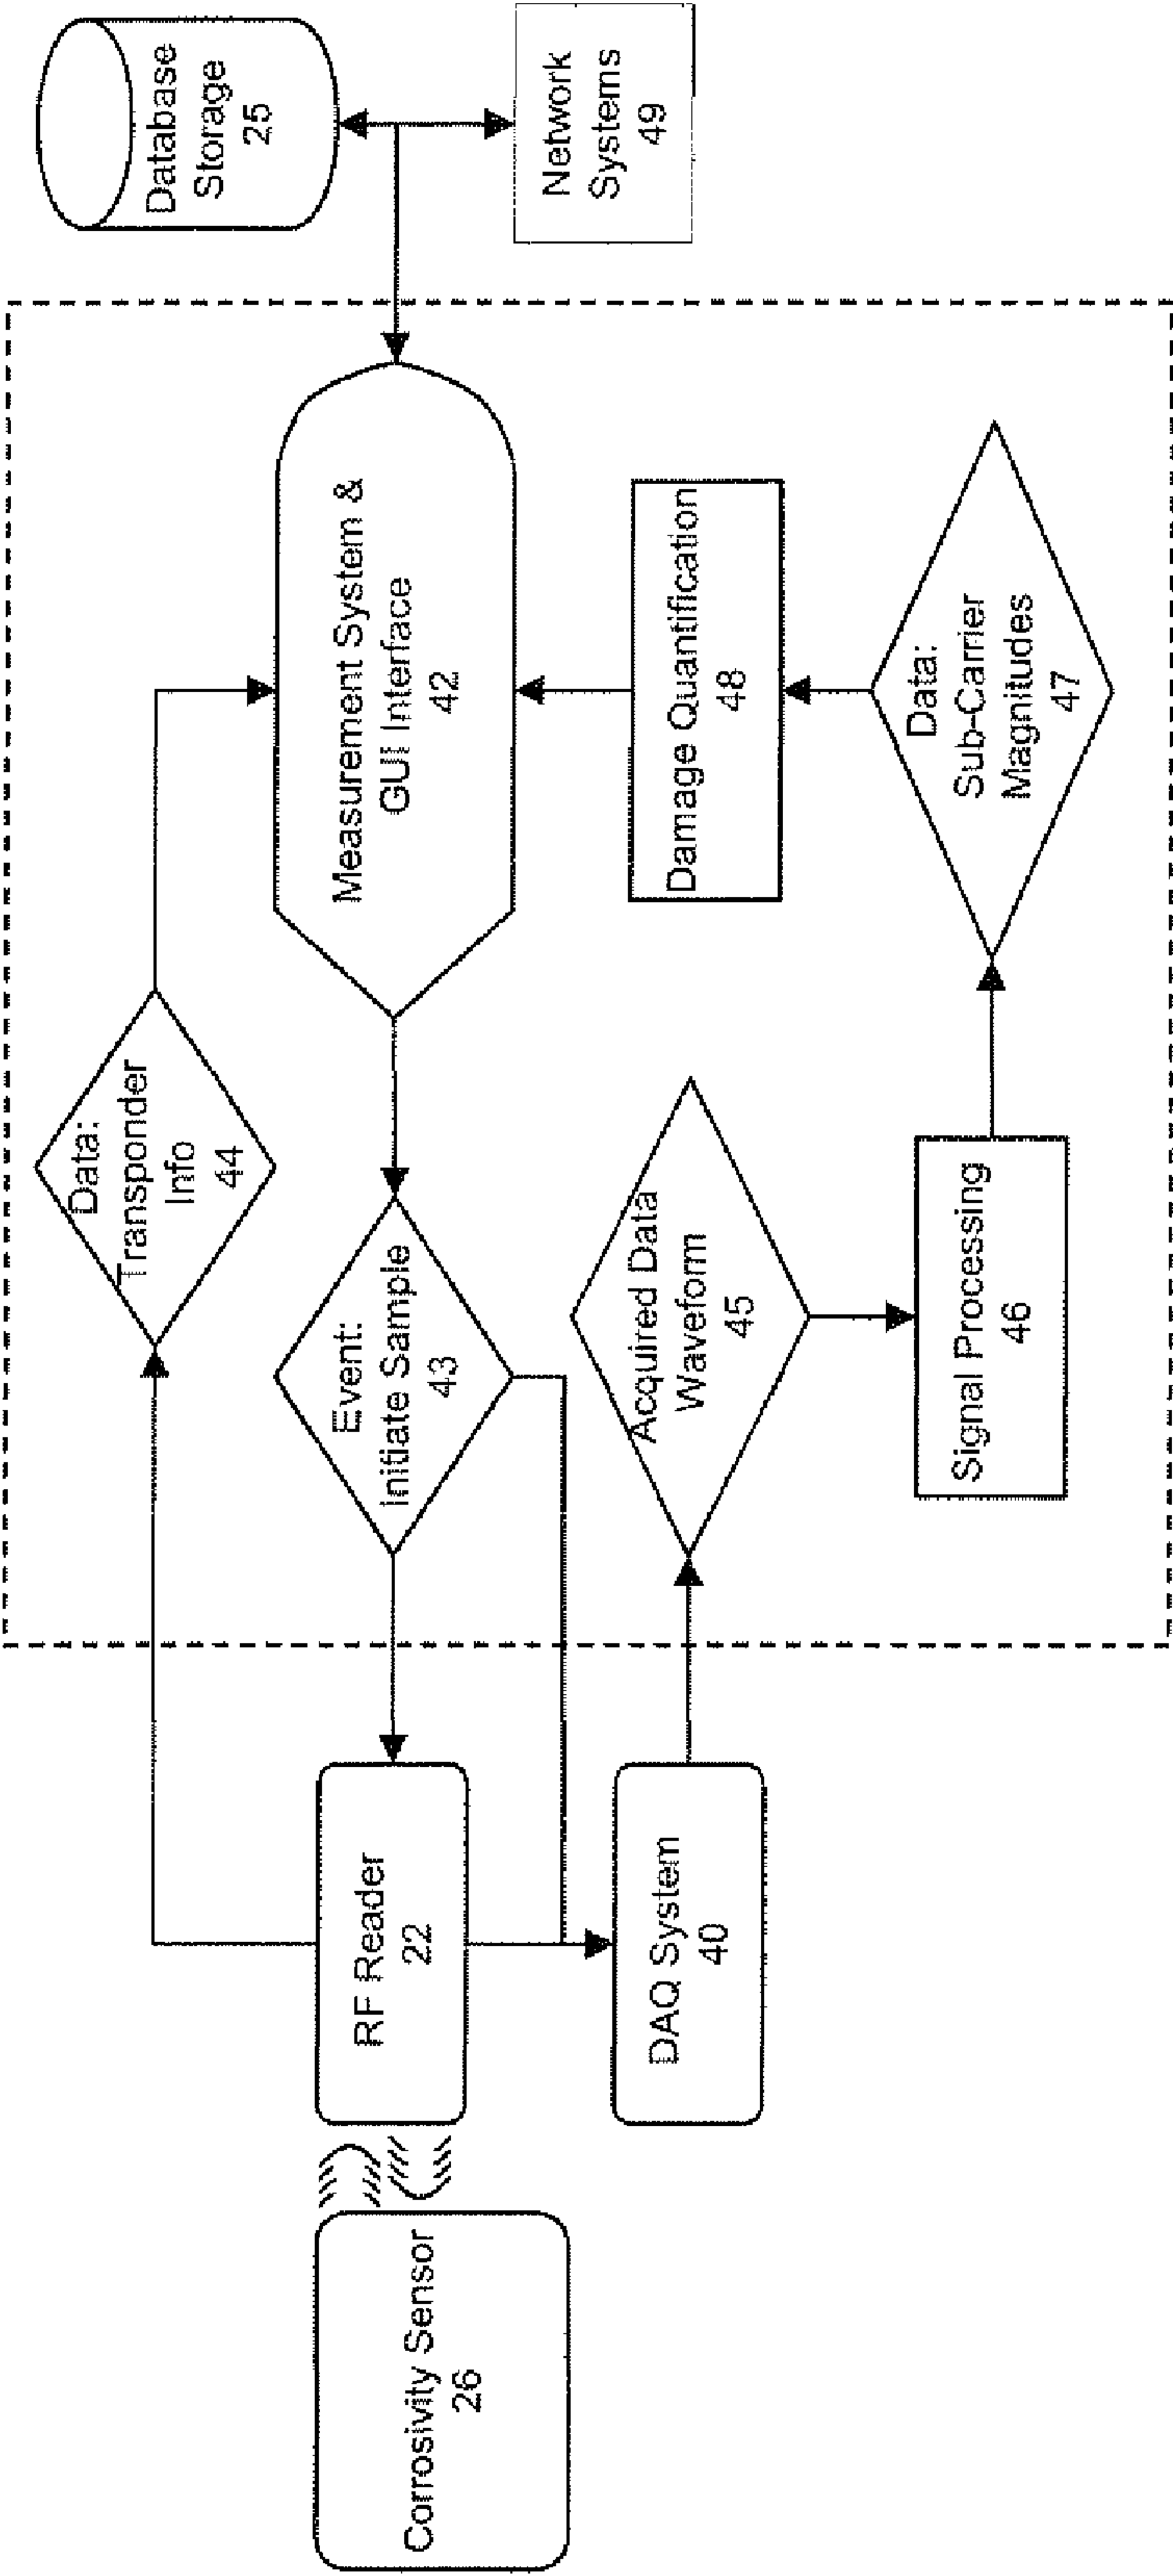 Corrosivity Sensor
26
RF Reader
22
DAQ System
40
Data:
Transponder
Info
44
Event:
Initiate Sample
43
Acquired Data
Waveform
45
Signal Processing
46
Measurement System &
GUI Interface
42
Damage Quantification
48
Data:
Sub-Carrier
Magnitudes
47
Database
Storage
25
Network
Systems
49